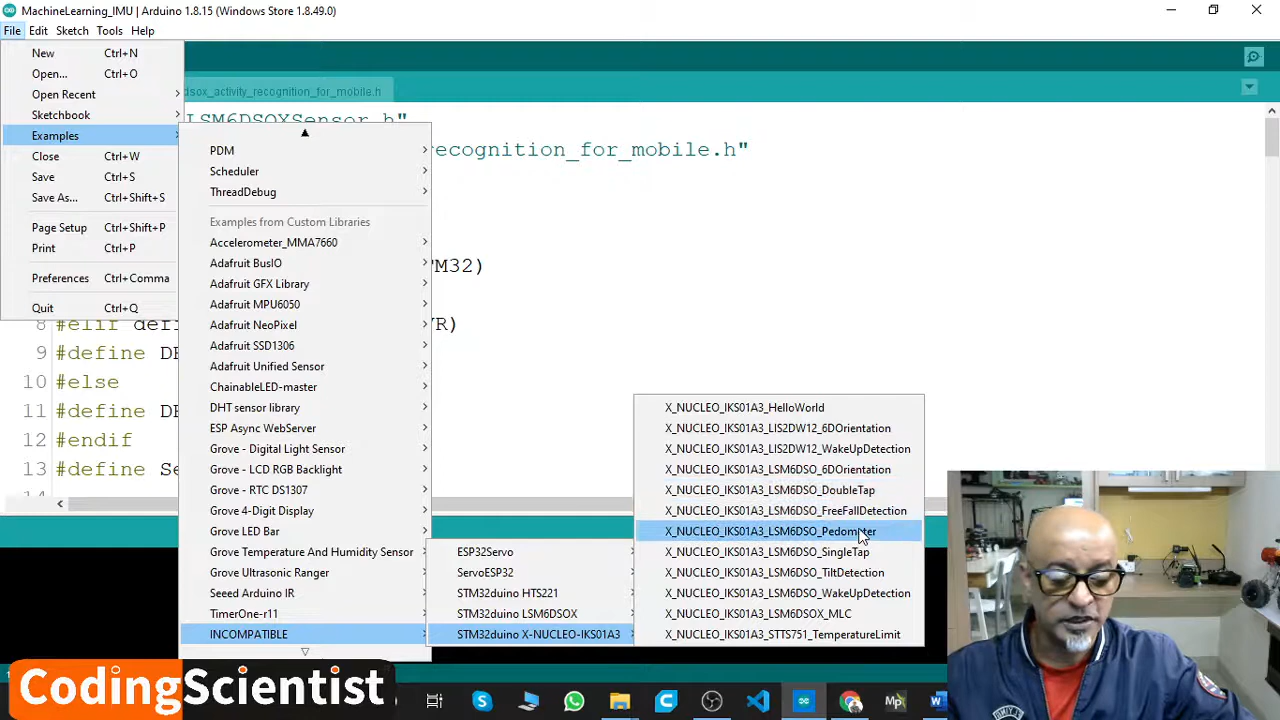 MachineLearning_IMU | Arduino 1.8.15 (Windows Store 1.8.49.0)
File Edit Sketch Tools Help
New Ctrl+N
Open... Ctrl+O
Open Recent
Sketchbook
Examples
Close Ctrl+W
Save Ctrl+S
Save As... Ctrl+Shift+S
Page Setup Ctrl+Shift+P
Print Ctrl+P
Preferences Ctrl+Comma
Quit Ctrl+Q
dsox_activity_recognition_for_mobile.h
LSM6DSOXSensor.h"
ecognition_for_mobile.h"
M32)
8 #elif def
R)
9 #define D
10 #else
11 #define D
12 #endif
13 #define Se
PDM
Scheduler
ThreadDebug
Examples from Custom Libraries
Accelerometer_MMA7660
Adafruit BusIO
Adafruit GFX Library
Adafruit MPU6050
Adafruit NeoPixel
Adafruit SSD1306
Adafruit Unified Sensor
ChainableLED-master
DHT sensor library
ESP Async WebServer
Grove - Digital Light Sensor
Grove - LCD RGB Backlight
Grove - RTC DS1307
Grove 4-Digit Display
Grove LED Bar
Grove Temperature And Humidity Sensor
Grove Ultrasonic Ranger
Seeed Arduino IR
TimerOne-r11
INCOMPATIBLE
ESP32Servo
ServoESP32
STM32duino HTS221
STM32duino LSM6DSOX
STM32duino X-NUCLEO-IKS01A3
X_NUCLEO_IKS01A3_HelloWorld
X_NUCLEO_IKS01A3_LIS2DW12_6DOrientation
X_NUCLEO_IKS01A3_LIS2DW12_WakeUpDetection
X_NUCLEO_IKS01A3_LSM6DSO_6DOrientation
X_NUCLEO_IKS01A3_LSM6DSO_DoubleTap
X_NUCLEO_IKS01A3_LSM6DSO_FreeFallDetection
X_NUCLEO_IKS01A3_LSM6DSO_Pedometer
X_NUCLEO_IKS01A3_LSM6DSO_SingleTap
X_NUCLEO_IKS01A3_LSM6DSO_TiltDetection
X_NUCLEO_IKS01A3_LSM6DSO_WakeUpDetection
X_NUCLEO_IKS01A3_LSM6DSOX_MLC
X_NUCLEO_IKS01A3_STTS751_TemperatureLimit
CodingScientist